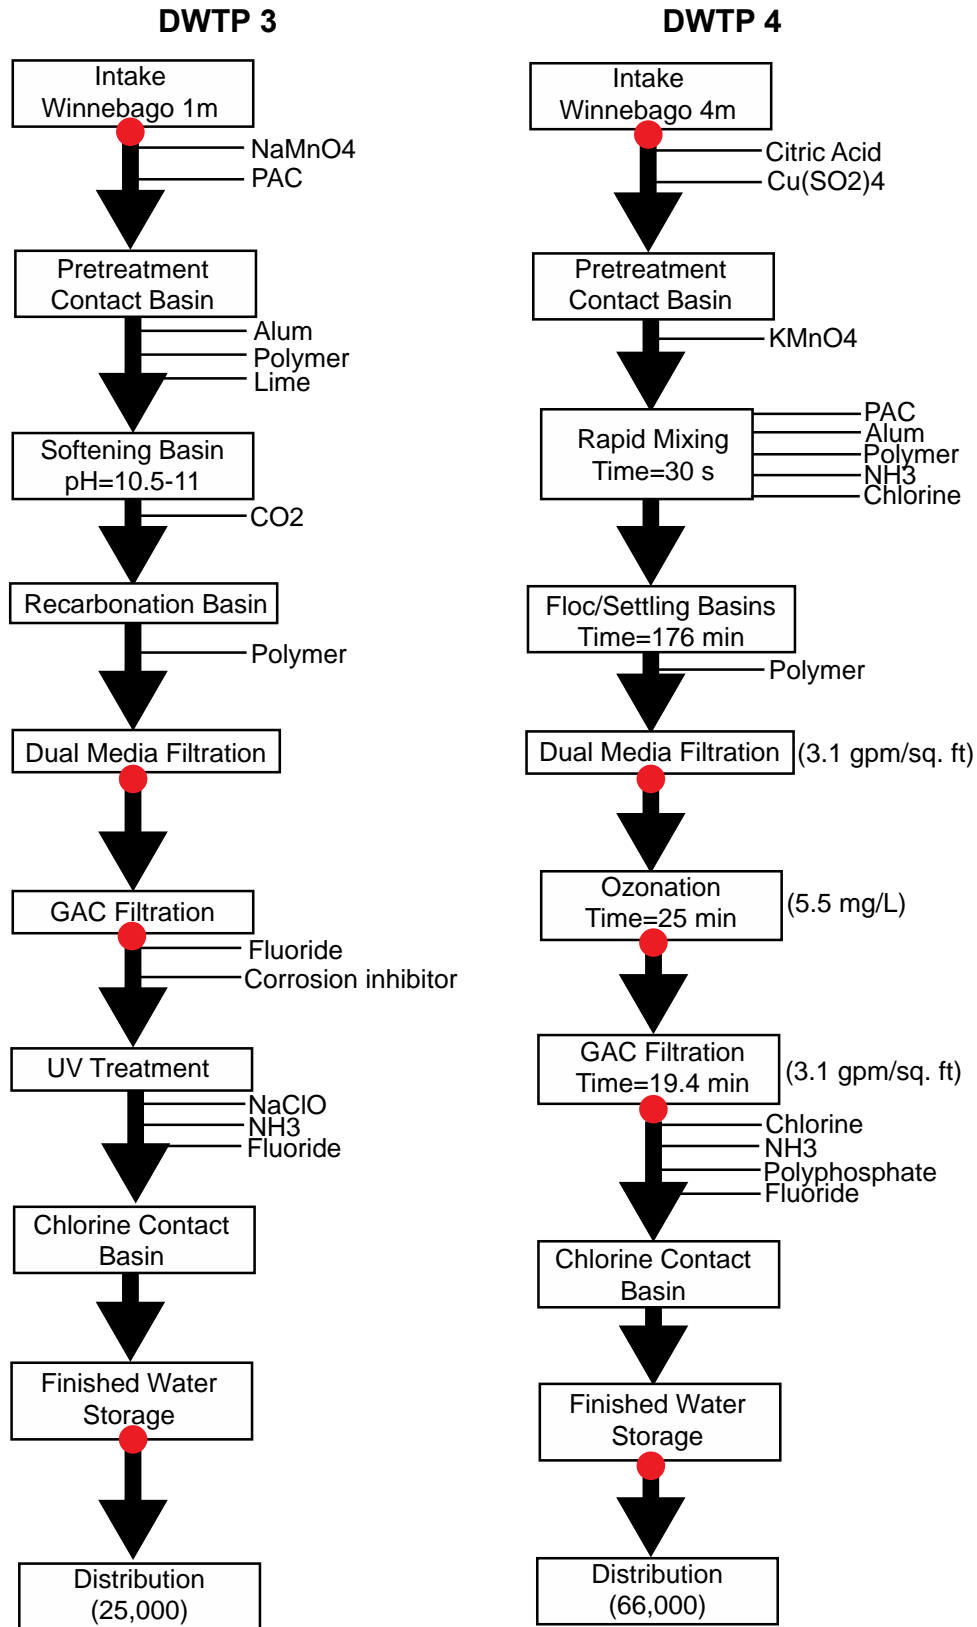 DWTP 3
Intake
Winnebago 1m
NaMnO4
PAC
Pretreatment
Contact Basin
Alum
Polymer
Lime
Softening Basin
pH=10.5-11
CO2
Recarbonation Basin
Polymer
Dual Media Filtration
GAC Filtration
Fluoride
Corrosion inhibitor
UV Treatment
NaClO
NH3
Fluoride
Chlorine Contact
Basin
Finished Water
Storage
Distribution
(25,000)
DWTP 4
Intake
Winnebago 4m
Citric Acid
Cu(SO2)4
Pretreatment
Contact Basin
KMnO4
Rapid Mixing
Time=30 s
PAC
Alum
Polymer
NH3
Chlorine
Floc/Settling Basins
Time=176 min
Polymer
Dual Media Filtration (3.1 gpm/sq. ft)
Ozonation
Time=25 min
(5.5 mg/L)
GAC Filtration
Time=19.4 min
(3.1 gpm/sq. ft)
Chlorine
NH3
Polyphosphate
Fluoride
Chlorine Contact
Basin
Finished Water
Storage
Distribution
(66,000)